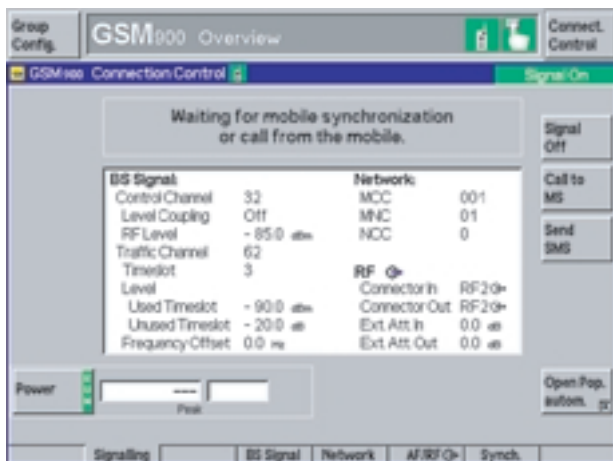 Group Config.
GSM900 Overview
Connect. Control
GSM900 Connection Control
Signal On
Waiting for mobile synchronization
or call from the mobile.
Signal Off
Call to MS
Send SMS
BS Signal:
Control Channel 32
Level Coupling Off
RF Level - 85.0 dBm
Traffic Channel 62
Timeslot 3
Level
Used Timeslot - 90.0 dBm
Unused Timeslot - 20.0 dB
Frequency Offset 0.0 Hz
Network:
MCC 001
MNC 01
NCC 0
RF
Connector In RF2
Connector Out RF2
Ext. Att. In 0.0 dB
Ext. Att. Out 0.0 dB
Power
---
Peak
Open Pop. autom.
Signalling
BS Signal
Network
AF/RF
Synch.